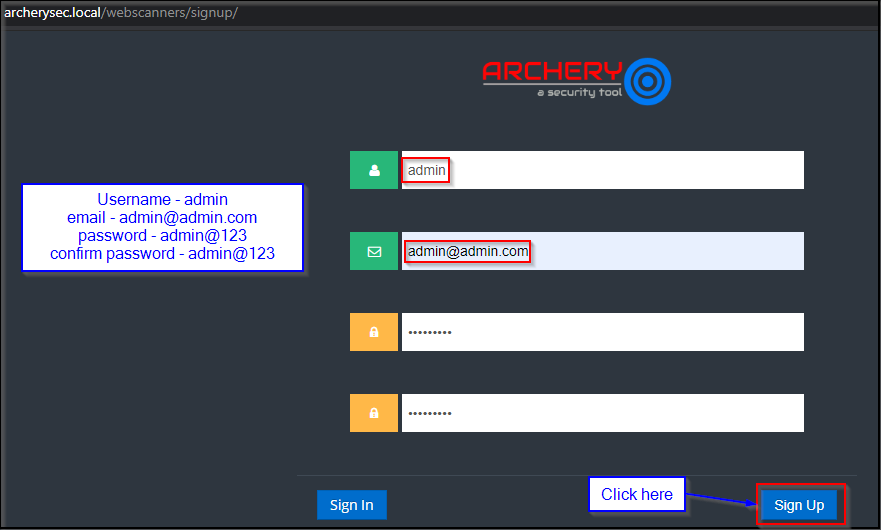 archerysec.local/webscanners/signup/
ARCHERY
a security tool
admin
Username - admin
email - admin@admin.com
password - admin@123
confirm password - admin@123
admin@admin.com
•••••••••
•••••••••
Sign In
Click here
Sign Up